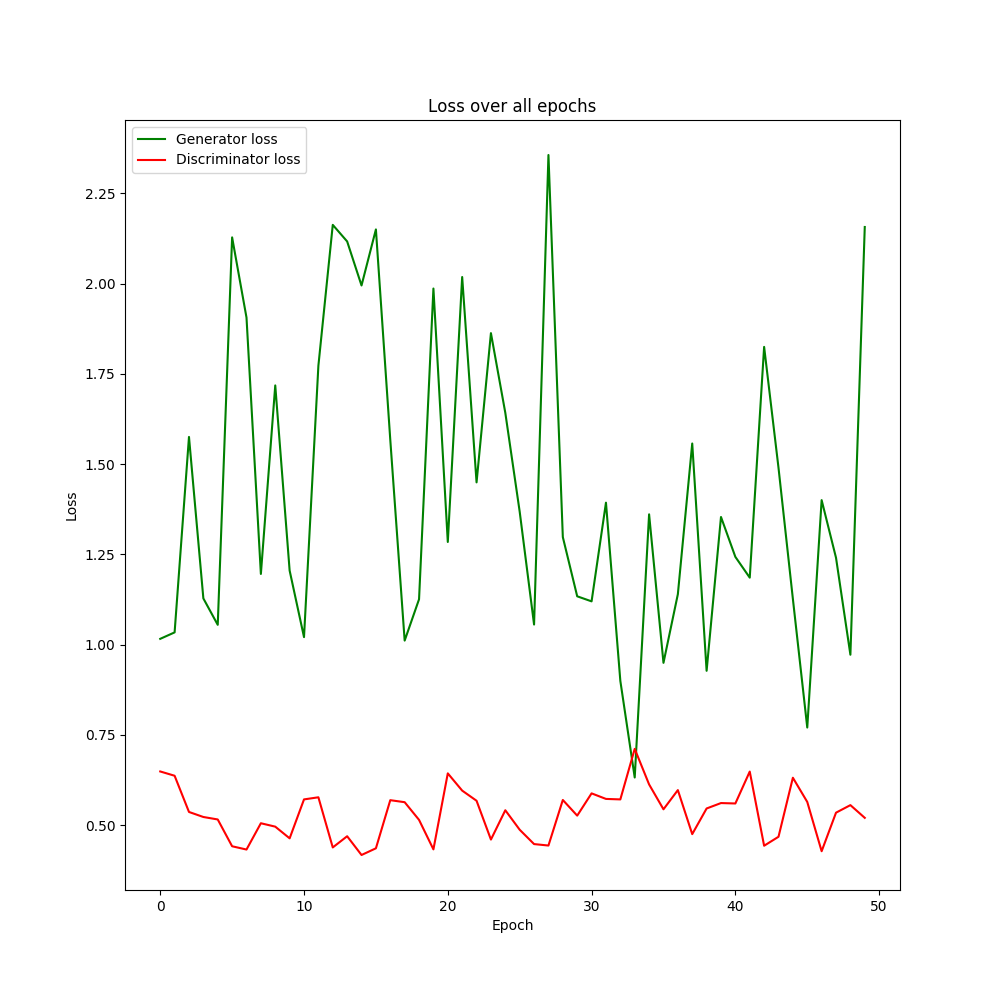 Loss over all epochs
Generator loss
Discriminator loss
2.25
2.00
1.75
1.50
1.25
1.00
0.75
0.50
Loss
0 10 20 30 40 50
Epoch